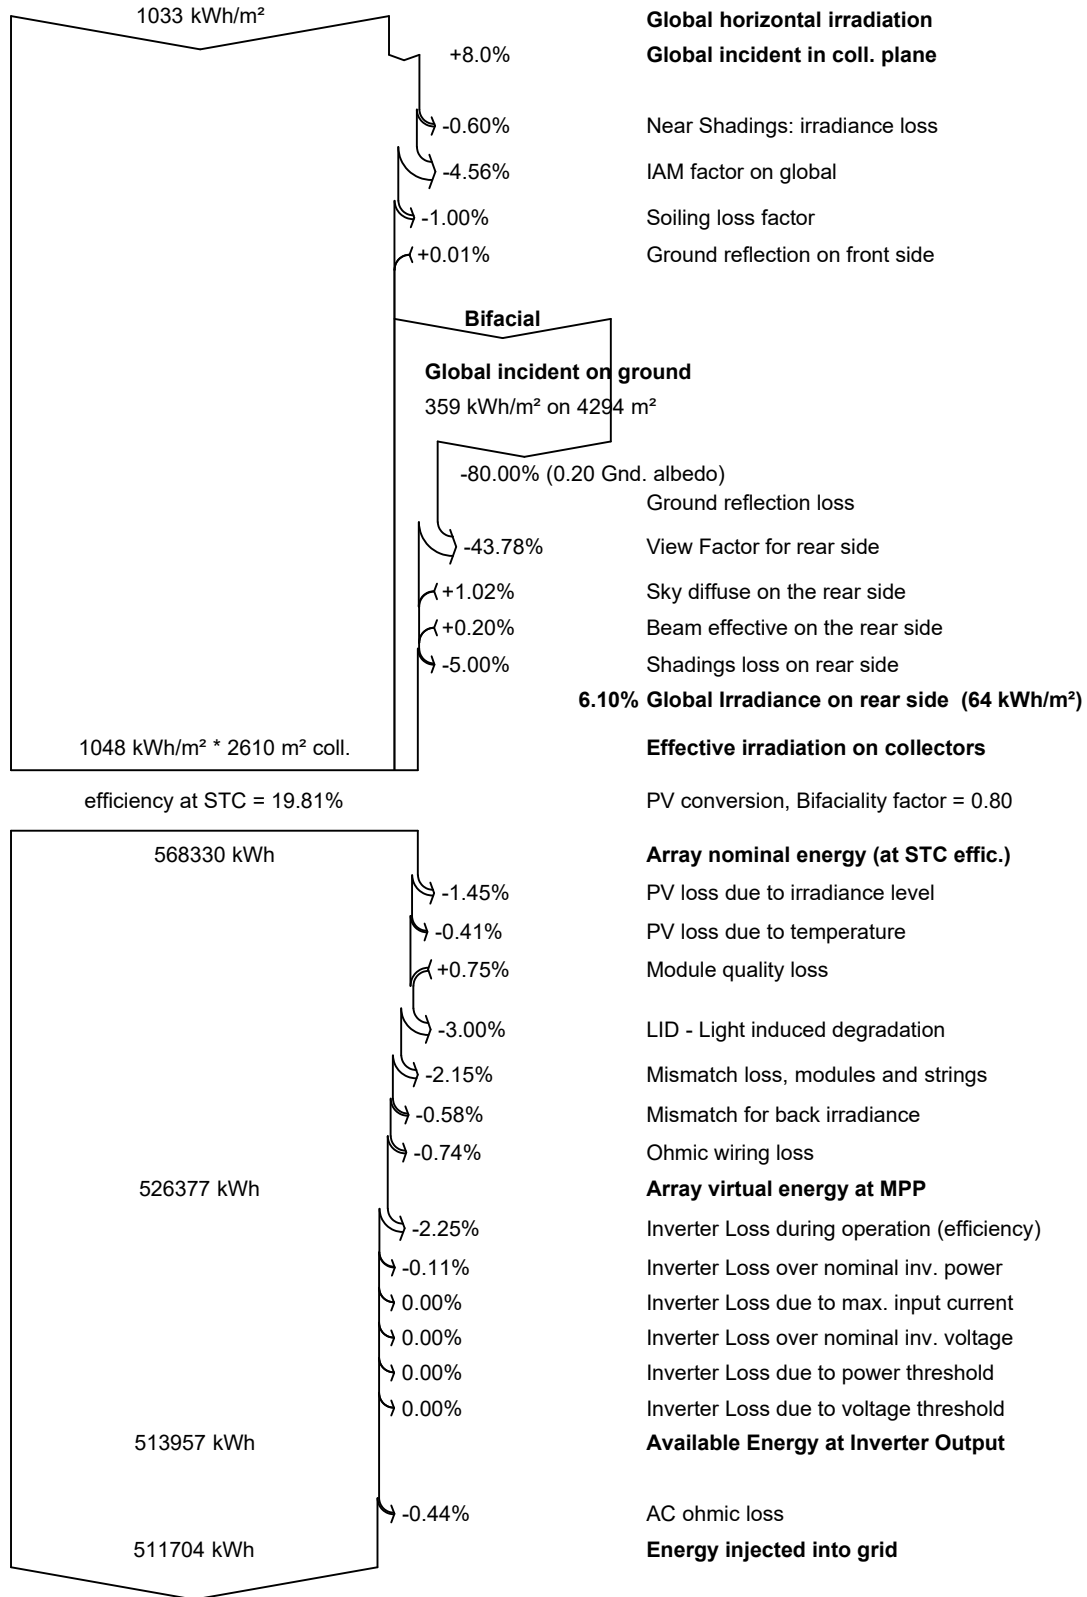 1033 kWh/m² Global horizontal irradiation
+8.0% Global incident in coll. plane
-0.60% Near Shadings: irradiance loss
-4.56% IAM factor on global
-1.00% Soiling loss factor
+0.01% Ground reflection on front side
Bifacial
Global incident on ground
359 kWh/m² on 4294 m²
-80.00% (0.20 Gnd. albedo)
Ground reflection loss
-43.78% View Factor for rear side
+1.02% Sky diffuse on the rear side
+0.20% Beam effective on the rear side
-5.00% Shadings loss on rear side
6.10% Global Irradiance on rear side (64 kWh/m²)
1048 kWh/m² * 2610 m² coll. Effective irradiation on collectors
efficiency at STC = 19.81% PV conversion, Bifaciality factor = 0.80
568330 kWh Array nominal energy (at STC effic.)
-1.45% PV loss due to irradiance level
-0.41% PV loss due to temperature
+0.75% Module quality loss
-3.00% LID - Light induced degradation
-2.15% Mismatch loss, modules and strings
-0.58% Mismatch for back irradiance
-0.74% Ohmic wiring loss
526377 kWh Array virtual energy at MPP
-2.25% Inverter Loss during operation (efficiency)
-0.11% Inverter Loss over nominal inv. power
0.00% Inverter Loss due to max. input current
0.00% Inverter Loss over nominal inv. voltage
0.00% Inverter Loss due to power threshold
0.00% Inverter Loss due to voltage threshold
513957 kWh Available Energy at Inverter Output
-0.44% AC ohmic loss
511704 kWh Energy injected into grid